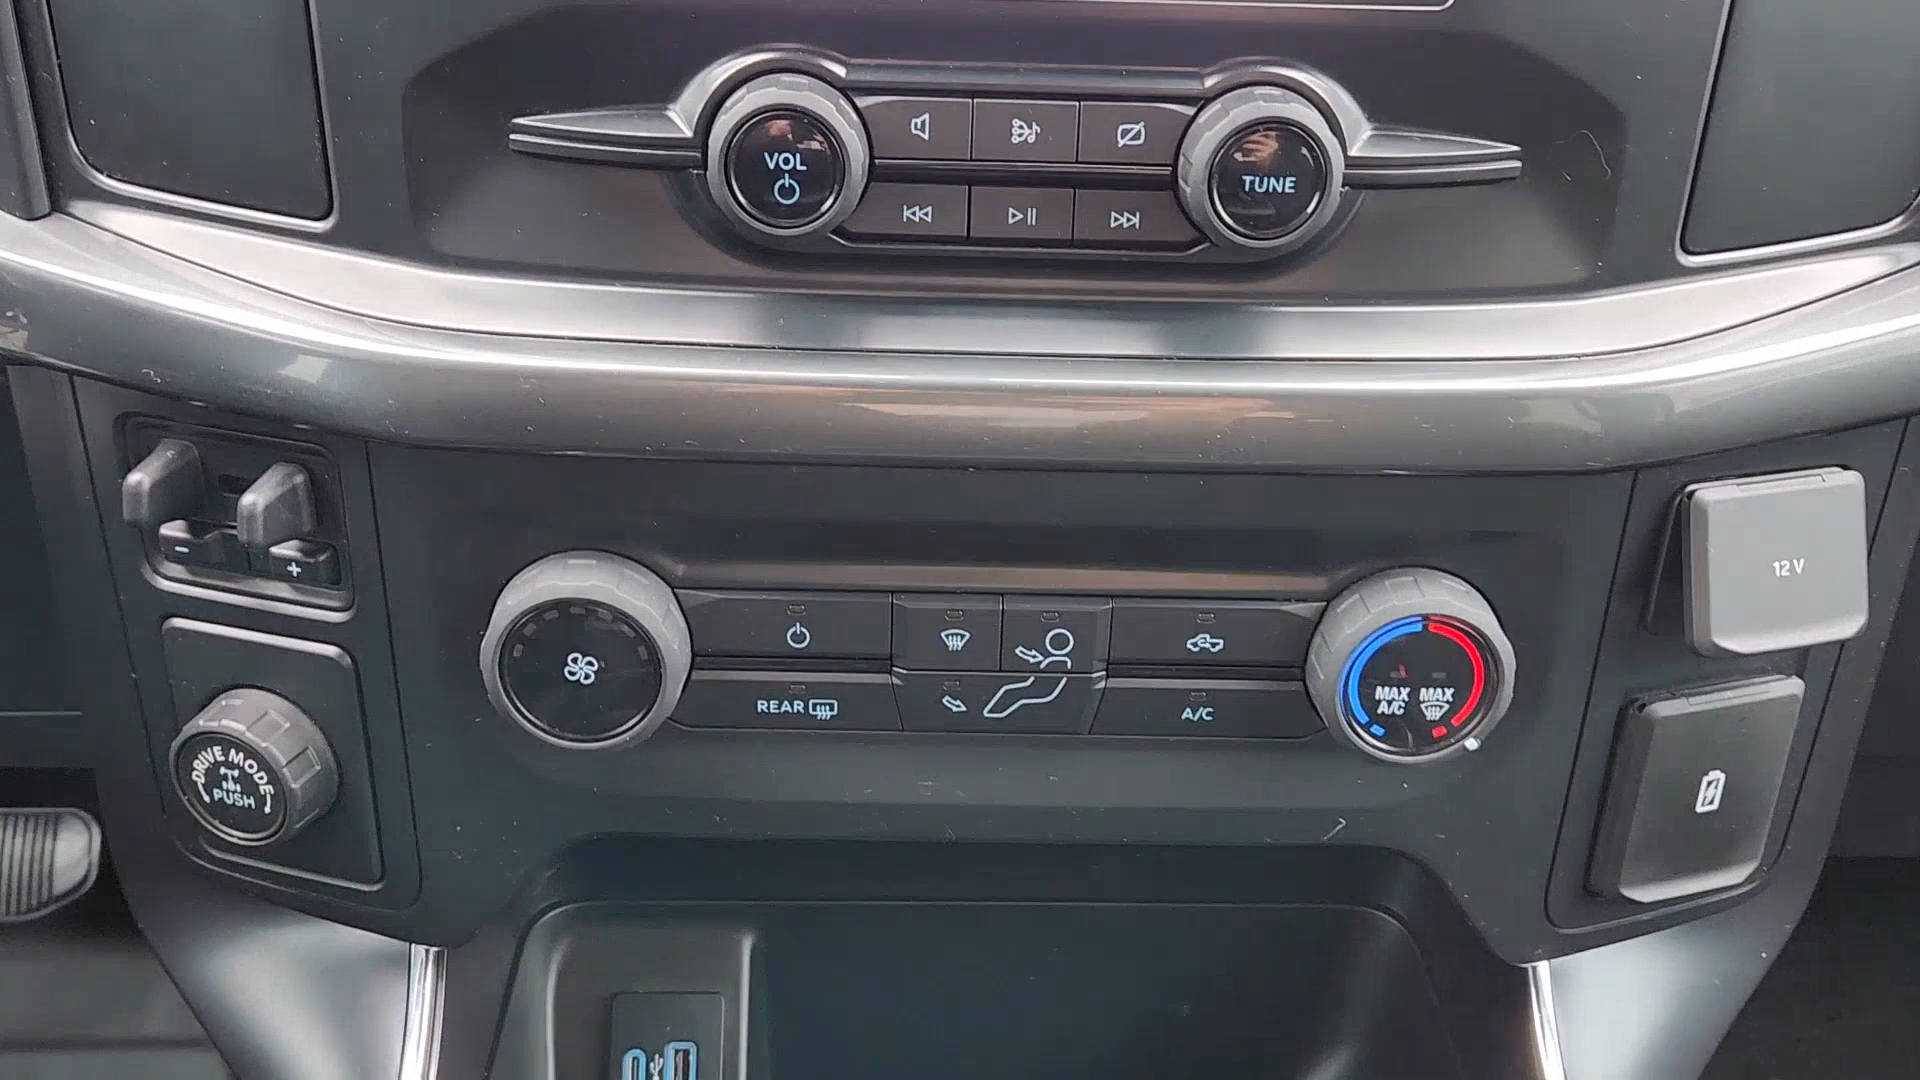 VOL
TUNE
- +
12 V
REAR
A/C
MAX MAX
A/C
DRIVE MODE
PUSH